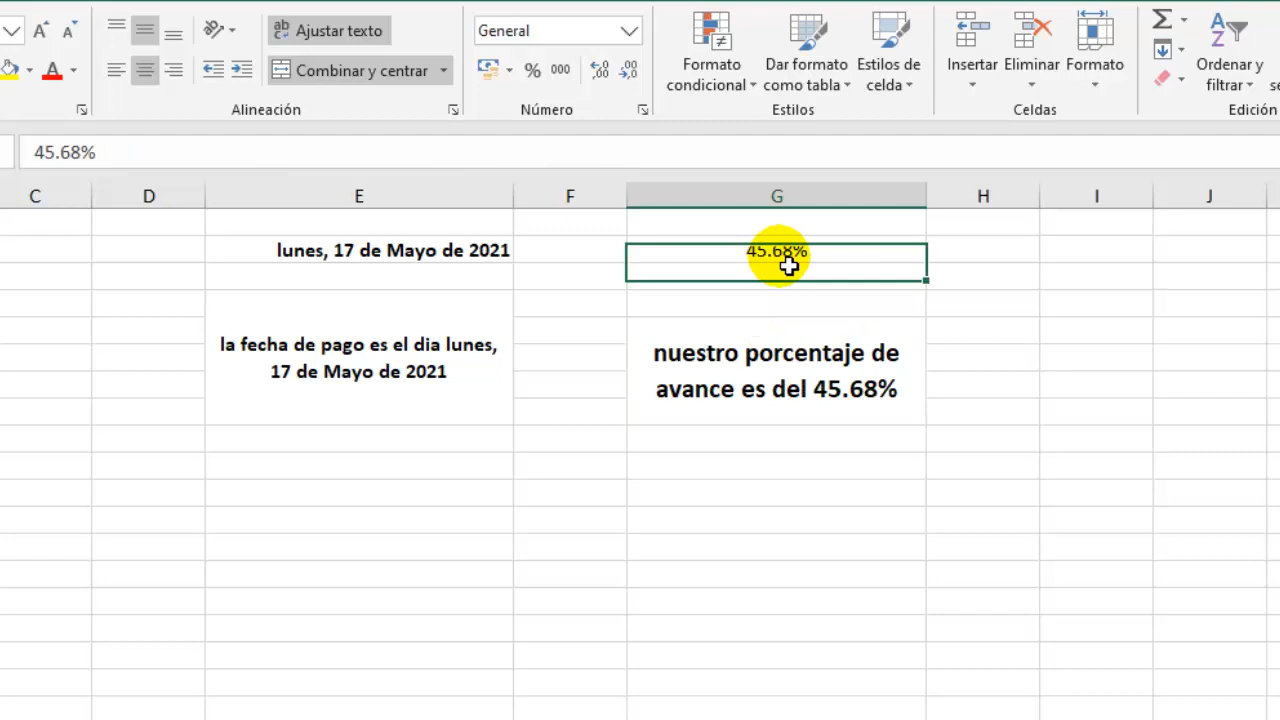 Ajustar texto
General
Combinar y centrar
% 000
Formato condicional
Dar formato como tabla
Estilos de celda
Insertar
Eliminar
Formato
Ordenar y filtrar
Alineación
Número
Estilos
Celdas
Edición
45.68%
C D E F G H I J
lunes, 17 de Mayo de 2021
45.68%
la fecha de pago es el dia lunes,
17 de Mayo de 2021
nuestro porcentaje de
avance es del 45.68%